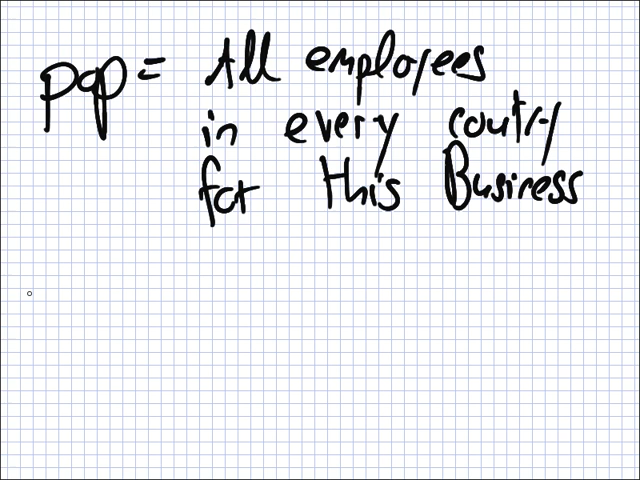 pop = All employees
in every coutry
for this Business